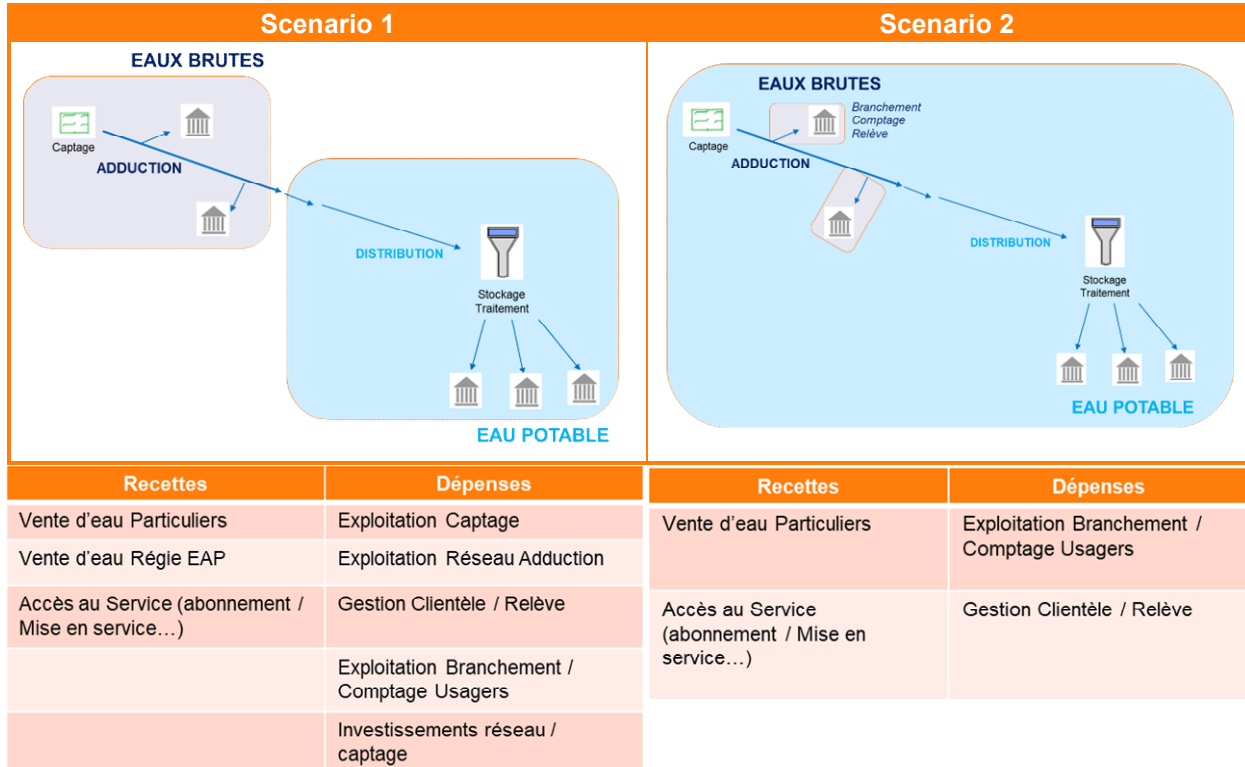 Scenario 1
Scenario 2
EAUX BRUTES
Captage
ADDUCTION
DISTRIBUTION
Stockage
Traitement
EAU POTABLE
EAUX BRUTES
Branchement
Comptage
Relève
Captage
ADDUCTION
DISTRIBUTION
Stockage
Traitement
EAU POTABLE
Recettes
Dépenses
Vente d'eau Particuliers
Exploitation Captage
Vente d'eau Régie EAP
Exploitation Réseau Adduction
Accès au Service (abonnement /
Mise en service…)
Gestion Clientèle / Relève
Exploitation Branchement /
Comptage Usagers
Investissements réseau /
captage
Recettes
Dépenses
Vente d'eau Particuliers
Exploitation Branchement /
Comptage Usagers
Accès au Service
(abonnement / Mise en
service…)
Gestion Clientèle / Relève